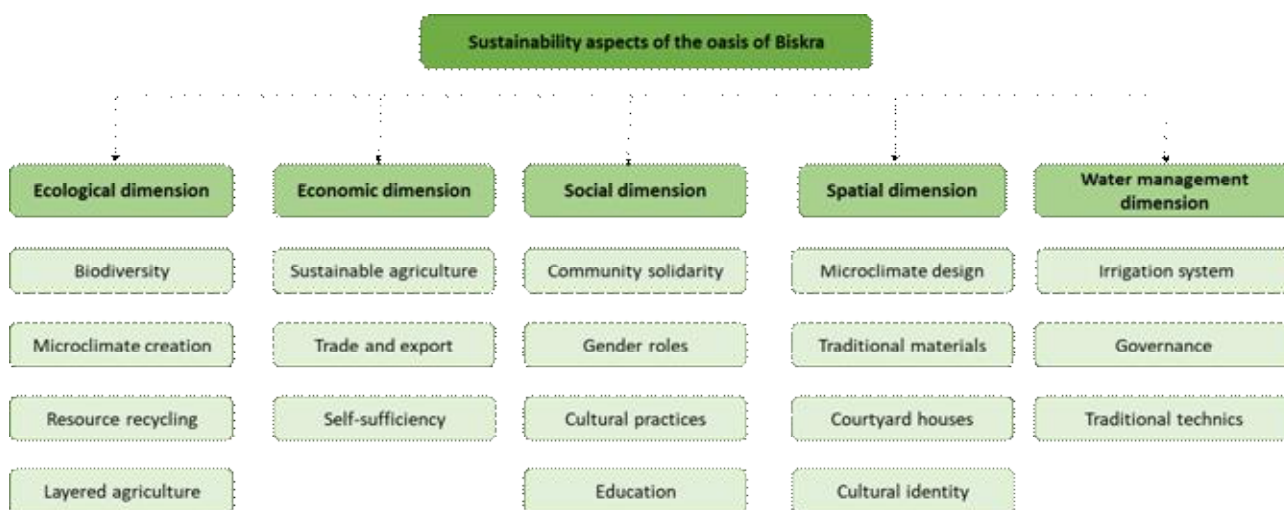 Sustainability aspects of the oasis of Biskra
Ecological dimension
Biodiversity
Microclimate creation
Resource recycling
Layered agriculture
Economic dimension
Sustainable agriculture
Trade and export
Self-sufficiency
Social dimension
Community solidarity
Gender roles
Cultural practices
Education
Spatial dimension
Microclimate design
Traditional materials
Courtyard houses
Cultural identity
Water management
dimension
Irrigation system
Governance
Traditional technics